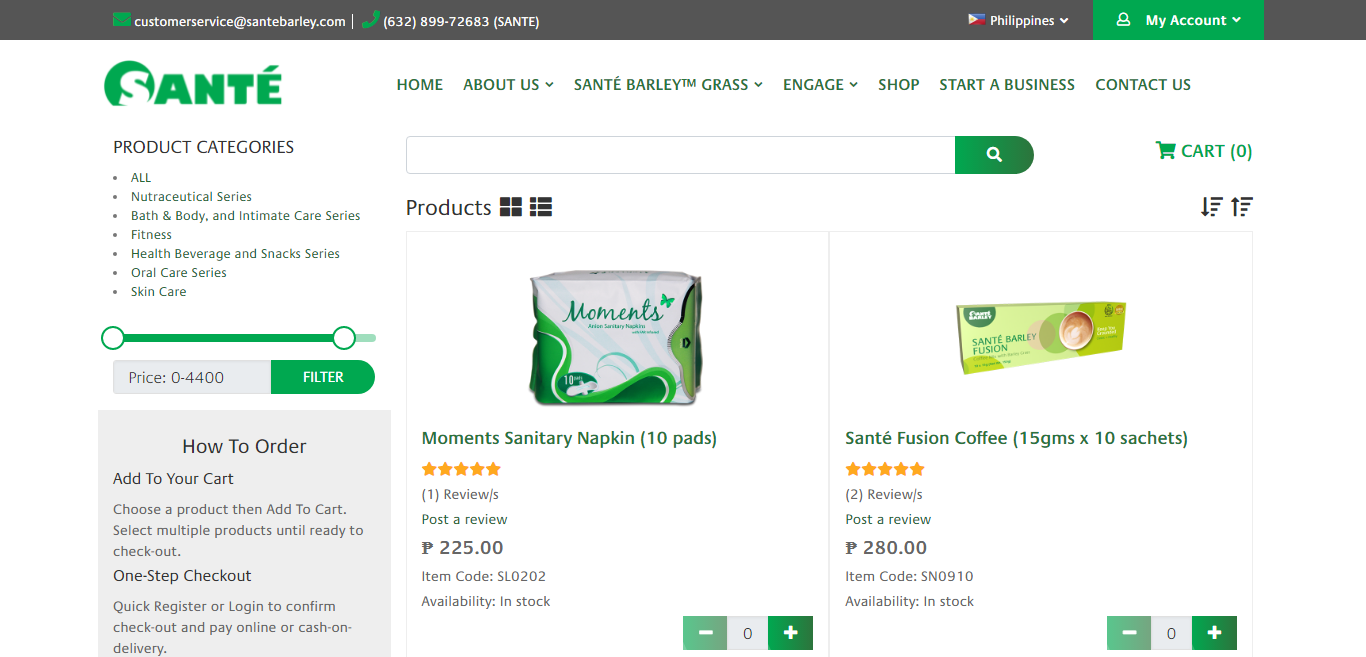 customerservice@santebarley.com | (632) 899-72683 (SANTE)
Philippines
My Account
SANTÉ
HOME
ABOUT US
SANTÉ BARLEY™ GRASS
ENGAGE
SHOP
START A BUSINESS
CONTACT US
PRODUCT CATEGORIES
ALL
Nutraceutical Series
Bath & Body, and Intimate Care Series
Fitness
Health Beverage and Snacks Series
Oral Care Series
Skin Care
Price: 0-4400
FILTER
How To Order
Add To Your Cart
Choose a product then Add To Cart.
Select multiple products until ready to
check-out.
One-Step Checkout
Quick Register or Login to confirm
check-out and pay online or cash-on-
delivery.
CART (0)
Products
Moments
Anion Sanitary Napkins
10
Moments Sanitary Napkin (10 pads)
(1) Review/s
Post a review
₱ 225.00
Item Code: SL0202
Availability: In stock
0
SANTÉ
BARLEY
SANTÉ BARLEY
FUSION
Santé Fusion Coffee (15gms x 10 sachets)
(2) Review/s
Post a review
₱ 280.00
Item Code: SN0910
Availability: In stock
0